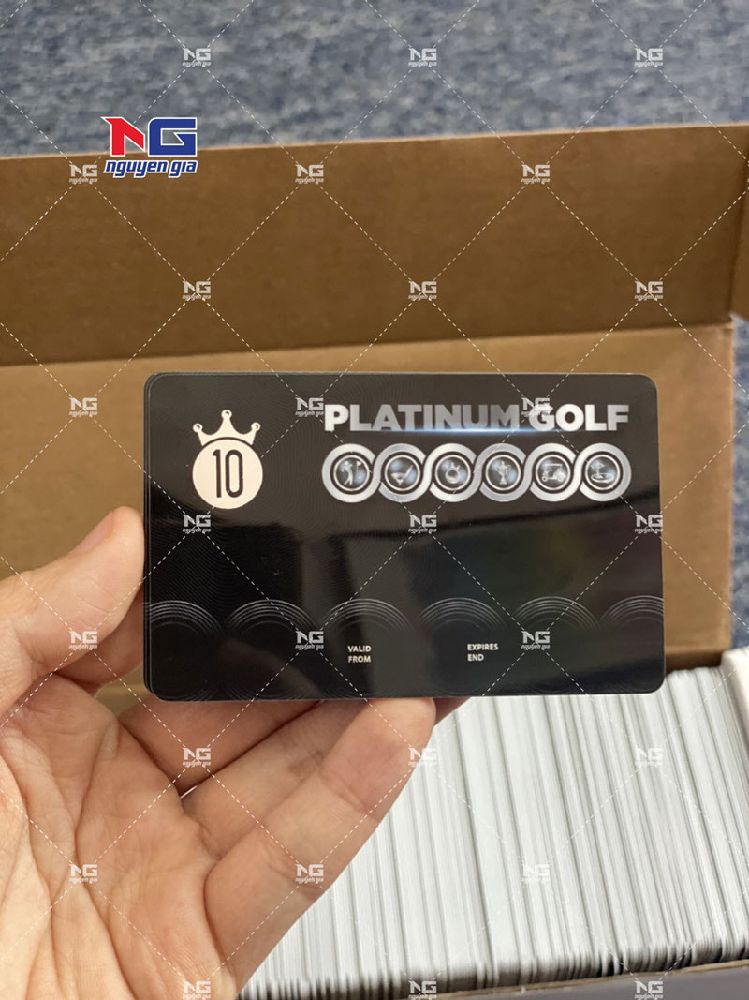 NG
nguyen gia
PLATINUM GOLF
10
VALID
FROM
EXPIRES
END